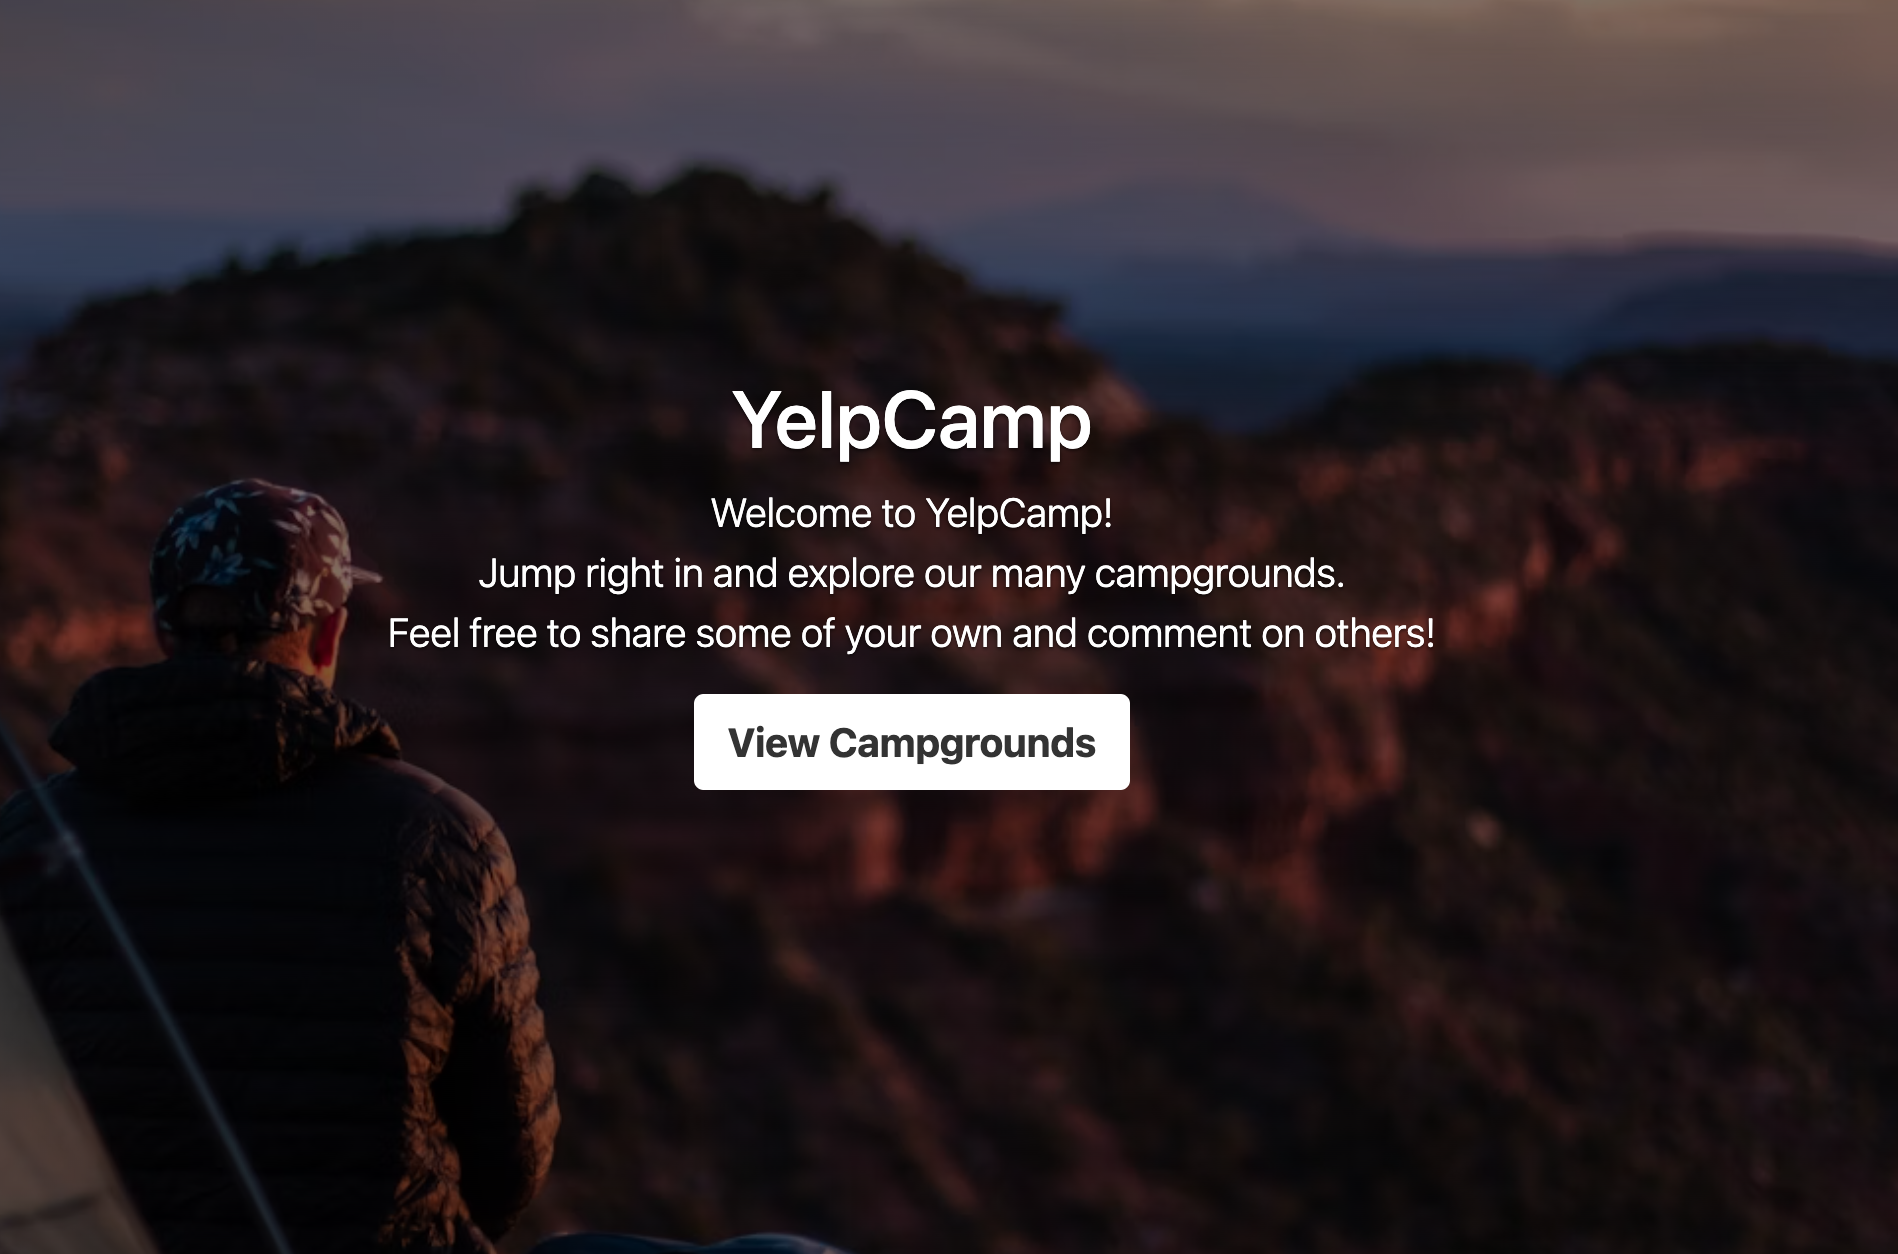 YelpCamp
Welcome to YelpCamp!
Jump right in and explore our many campgrounds.
Feel free to share some of your own and comment on others!
View Campgrounds